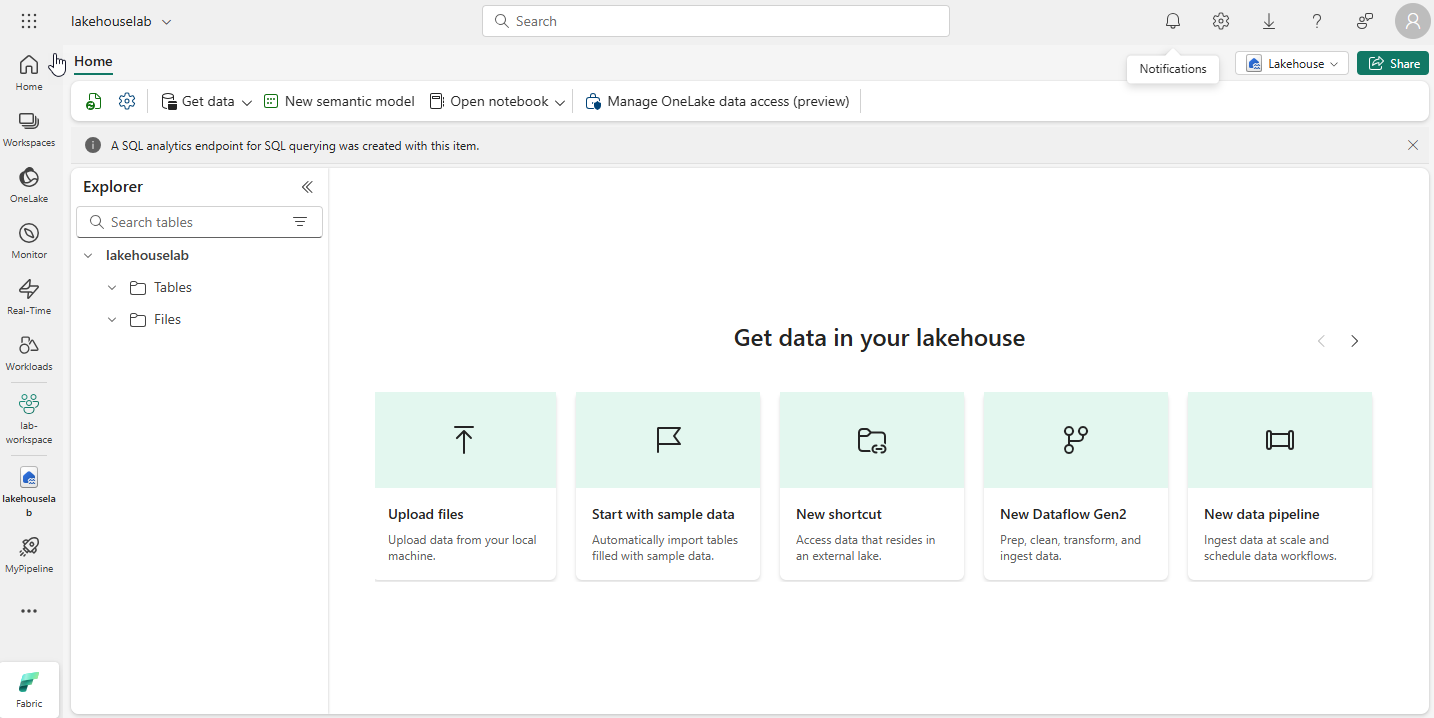 lakehouselab
Search
Home
Notifications
Lakehouse
Share
Get data
New semantic model
Open notebook
Manage OneLake data access (preview)
A SQL analytics endpoint for SQL querying was created with this item.
Home
Workspaces
OneLake
Monitor
Real-Time
Workloads
lab-
workspace
lakehousela
b
MyPipeline
Fabric
Explorer
Search tables
lakehouselab
Tables
Files
Get data in your lakehouse
Upload files
Upload data from your local
machine.
Start with sample data
Automatically import tables
filled with sample data.
New shortcut
Access data that resides in
an external lake.
New Dataflow Gen2
Prep, clean, transform, and
ingest data.
New data pipeline
Ingest data at scale and
schedule data workflows.